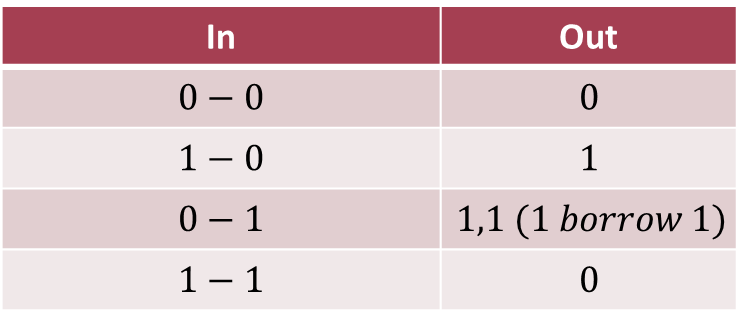 In Out
0 − 0 0
1 − 0 1
0 − 1 1,1 (1 borrow 1)
1 − 1 0